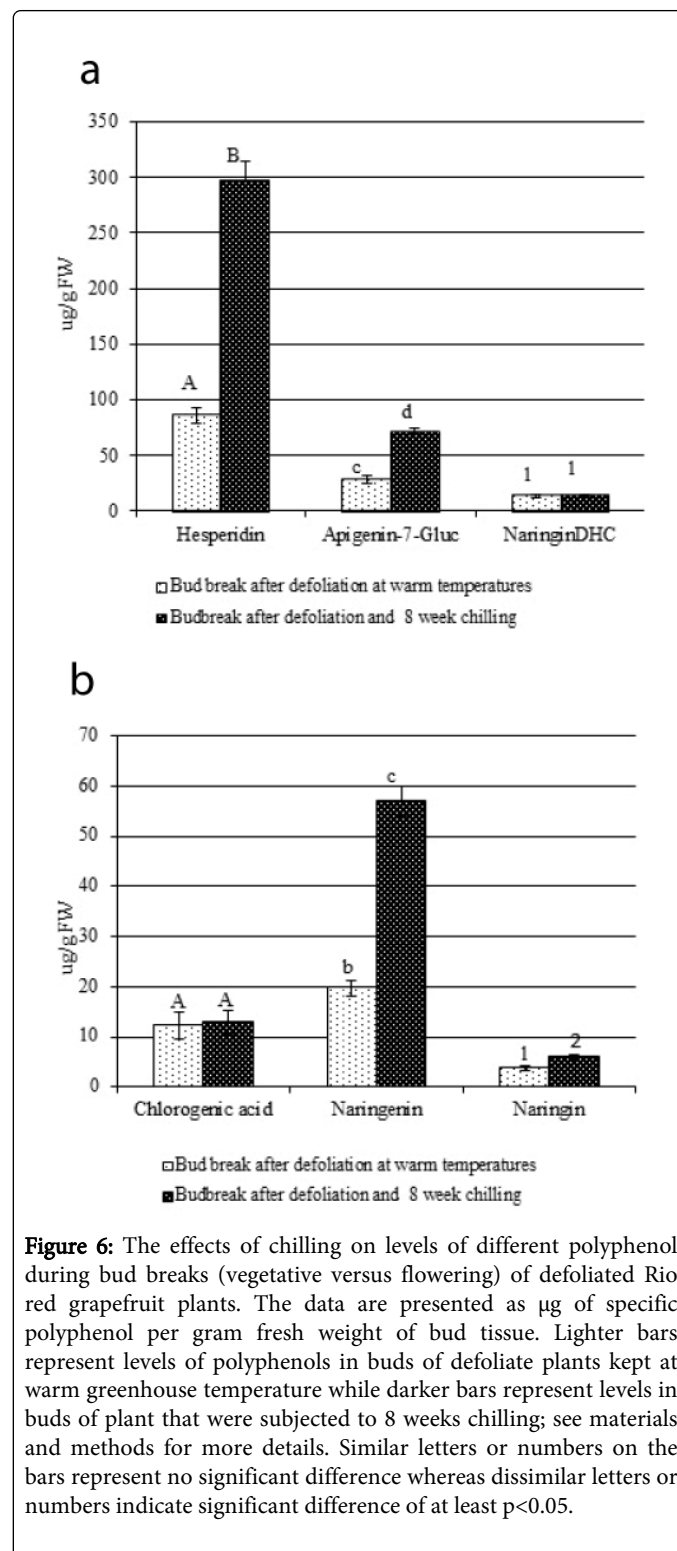 a
350
300
250
200
150
100
50
0
ug/g FW
A
B
c
d
1
1
Hesperidin
Apigenin-7-Gluc
NaringinDHC
Bud break after defoliation at warm temperatures
Budbreak after defoliation and 8 week chilling
b
70
60
50
40
30
20
10
0
ug/gFW
A
A
b
c
1
2
Chlorogenic acid
Naringenin
Naringin
Bud break after defoliation at warm temperatures
Budbreak after defoliation and 8 week chilling
Figure 6: The effects of chilling on levels of different polyphenol
during bud breaks (vegetative versus flowering) of defoliated Rio
red grapefruit plants. The data are presented as µg of specific
polyphenol per gram fresh weight of bud tissue. Lighter bars
represent levels of polyphenols in buds of defoliate plants kept at
warm greenhouse temperature while darker bars represent levels in
buds of plant that were subjected to 8 weeks chilling; see materials
and methods for more details. Similar letters or numbers on the
bars represent no significant difference whereas dissimilar letters or
numbers indicate significant difference of at least p<0.05.